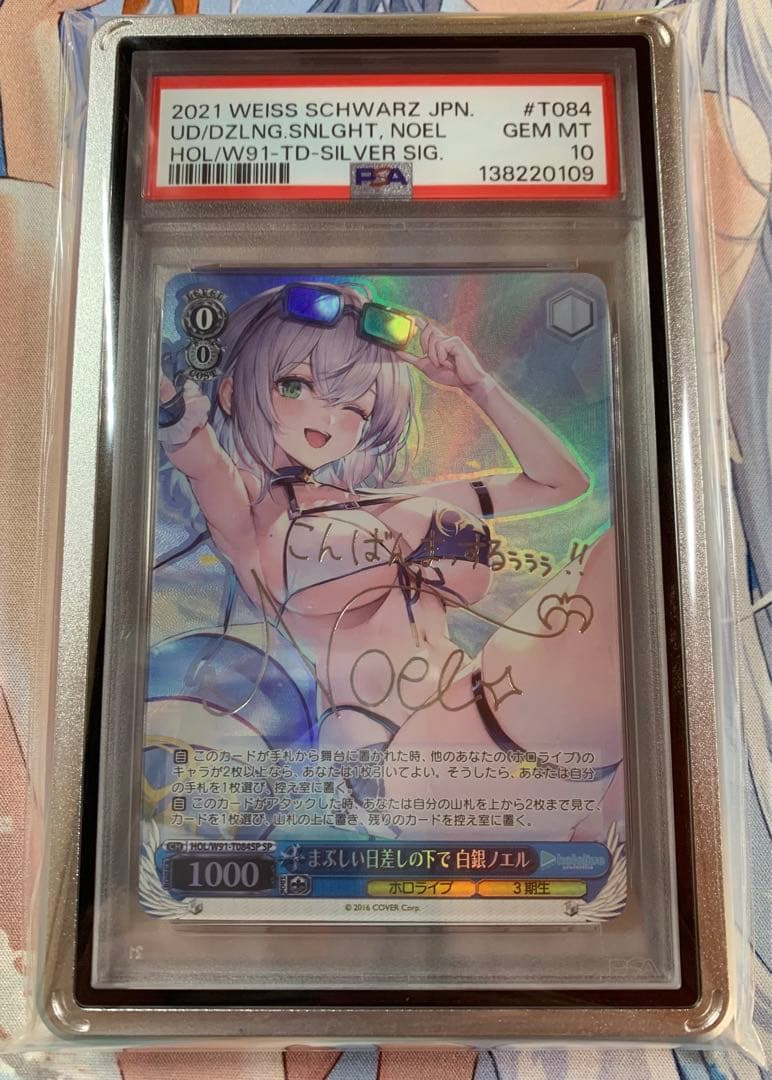 2021 WEISS SCHWARZ JPN. #T084
UD/DZLNG.SNLGHT, NOEL GEM MT
HOL/W91-TD-SILVER SIG. 10
PSA 138220109
0
0
COST
こんばんまっするぅぅぅ!!
Noel
自 このカードが手札から舞台に置かれた時、他のあなたの《ホロライブ》の
キャラが2枚以上なら、あなたは1枚引いてよい。そうしたら、あなたは自分
の手札を1枚選び、控え室に置く。
自 このカードがアタックした時、あなたは自分の山札を上から2枚まで見て、
カードを1枚選び、山札の上に置き、残りのカードを控え室に置く。
CH HOL/W91-T084SP SP
1000 まぶしい日差しの下で 白銀ノエル hololive
ホロライブ 3期生
© 2016 COVER Corp.
PSA